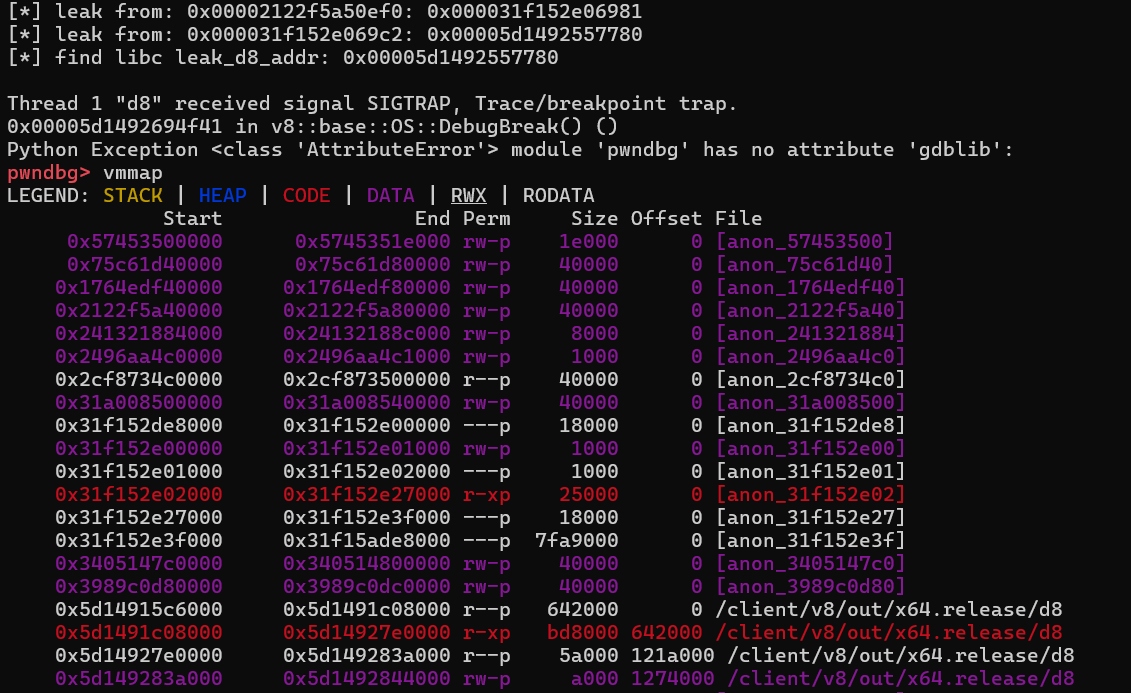 [*] leak from: 0x00002122f5a50ef0: 0x000031f152e06981
[*] leak from: 0x000031f152e069c2: 0x00005d1492557780
[*] find libc leak_d8_addr: 0x00005d1492557780
Thread 1 "d8" received signal SIGTRAP, Trace/breakpoint trap.
0x00005d1492694f41 in v8::base::OS::DebugBreak() ()
Python Exception <class 'AttributeError'> module 'pwndbg' has no attribute 'gdblib':
pwndbg> vmmap
LEGEND: STACK | HEAP | CODE | DATA | RWX | RODATA
Start End Perm Size Offset File
0x57453500000 0x5745351e000 rw-p 1e000 0 [anon_57453500]
0x75c61d40000 0x75c61d80000 rw-p 40000 0 [anon_75c61d40]
0x1764edf40000 0x1764edf80000 rw-p 40000 0 [anon_1764edf40]
0x2122f5a40000 0x2122f5a80000 rw-p 40000 0 [anon_2122f5a40]
0x241321884000 0x24132188c000 rw-p 8000 0 [anon_241321884]
0x2496aa4c0000 0x2496aa4c1000 rw-p 1000 0 [anon_2496aa4c0]
0x2cf8734c0000 0x2cf873500000 r--p 40000 0 [anon_2cf8734c0]
0x31a008500000 0x31a008540000 rw-p 40000 0 [anon_31a008500]
0x31f152de8000 0x31f152e00000 ---p 18000 0 [anon_31f152de8]
0x31f152e00000 0x31f152e01000 rw-p 1000 0 [anon_31f152e00]
0x31f152e01000 0x31f152e02000 ---p 1000 0 [anon_31f152e01]
0x31f152e02000 0x31f152e27000 r-xp 25000 0 [anon_31f152e02]
0x31f152e27000 0x31f152e3f000 ---p 18000 0 [anon_31f152e27]
0x31f152e3f000 0x31f15ade8000 ---p 7fa9000 0 [anon_31f152e3f]
0x3405147c0000 0x340514800000 rw-p 40000 0 [anon_3405147c0]
0x3989c0d80000 0x3989c0dc0000 rw-p 40000 0 [anon_3989c0d80]
0x5d14915c6000 0x5d1491c08000 r--p 642000 0 /client/v8/out/x64.release/d8
0x5d1491c08000 0x5d14927e0000 r-xp bd8000 642000 /client/v8/out/x64.release/d8
0x5d14927e0000 0x5d149283a000 r--p 5a000 121a000 /client/v8/out/x64.release/d8
0x5d149283a000 0x5d1492844000 rw-p a000 1274000 /client/v8/out/x64.release/d8